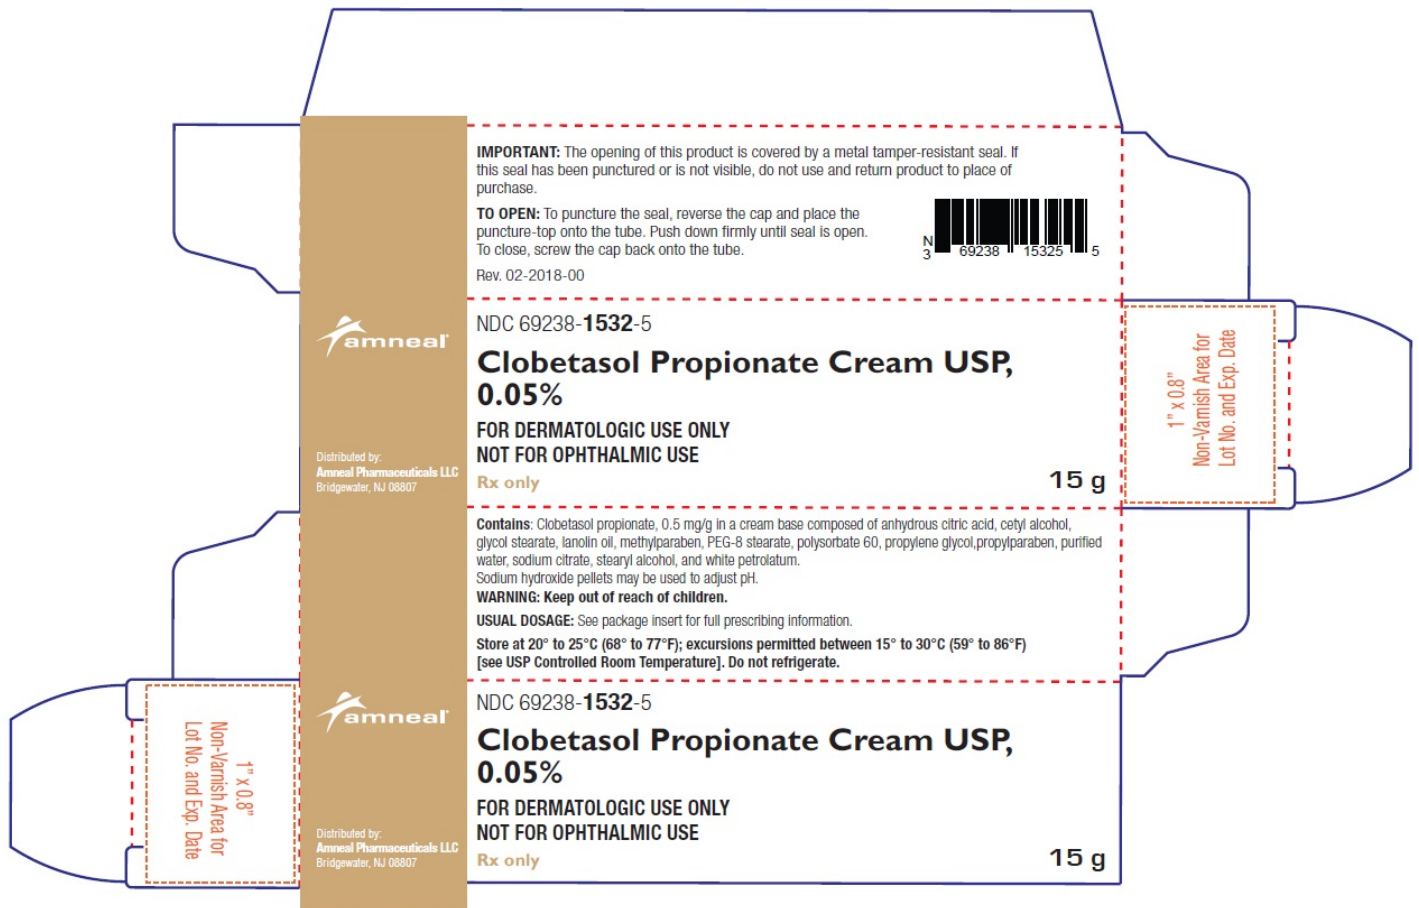 IMPORTANT: The opening of this product is covered by a metal tamper-resistant seal. If
this seal has been punctured or is not visible, do not use and return product to place of
purchase.
TO OPEN: To puncture the seal, reverse the cap and place the
puncture-top onto the tube. Push down firmly until seal is open.
To close, screw the cap back onto the tube.
Rev. 02-2018-00
N
3 69238 15325 5
amneal
Distributed by:
Amneal Pharmaceuticals LLC
Bridgewater, NJ 08807
NDC 69238-1532-5
Clobetasol Propionate Cream USP,
0.05%
FOR DERMATOLOGIC USE ONLY
NOT FOR OPHTHALMIC USE
Rx only
15 g
1” x 0.8”
Non-Varnish Area for
Lot No. and Exp. Date
Contains: Clobetasol propionate, 0.5 mg/g in a cream base composed of anhydrous citric acid, cetyl alcohol,
glycol stearate, lanolin oil, methylparaben, PEG-8 stearate, polysorbate 60, propylene glycol,propylparaben, purified
water, sodium citrate, stearyl alcohol, and white petrolatum.
Sodium hydroxide pellets may be used to adjust pH.
WARNING: Keep out of reach of children.
USUAL DOSAGE: See package insert for full prescribing information.
Store at 20° to 25°C (68° to 77°F); excursions permitted between 15° to 30°C (59° to 86°F)
[see USP Controlled Room Temperature]. Do not refrigerate.
1” x 0.8”
Non-Varnish Area for
Lot No. and Exp. Date
amneal
Distributed by:
Amneal Pharmaceuticals LLC
Bridgewater, NJ 08807
NDC 69238-1532-5
Clobetasol Propionate Cream USP,
0.05%
FOR DERMATOLOGIC USE ONLY
NOT FOR OPHTHALMIC USE
Rx only
15 g